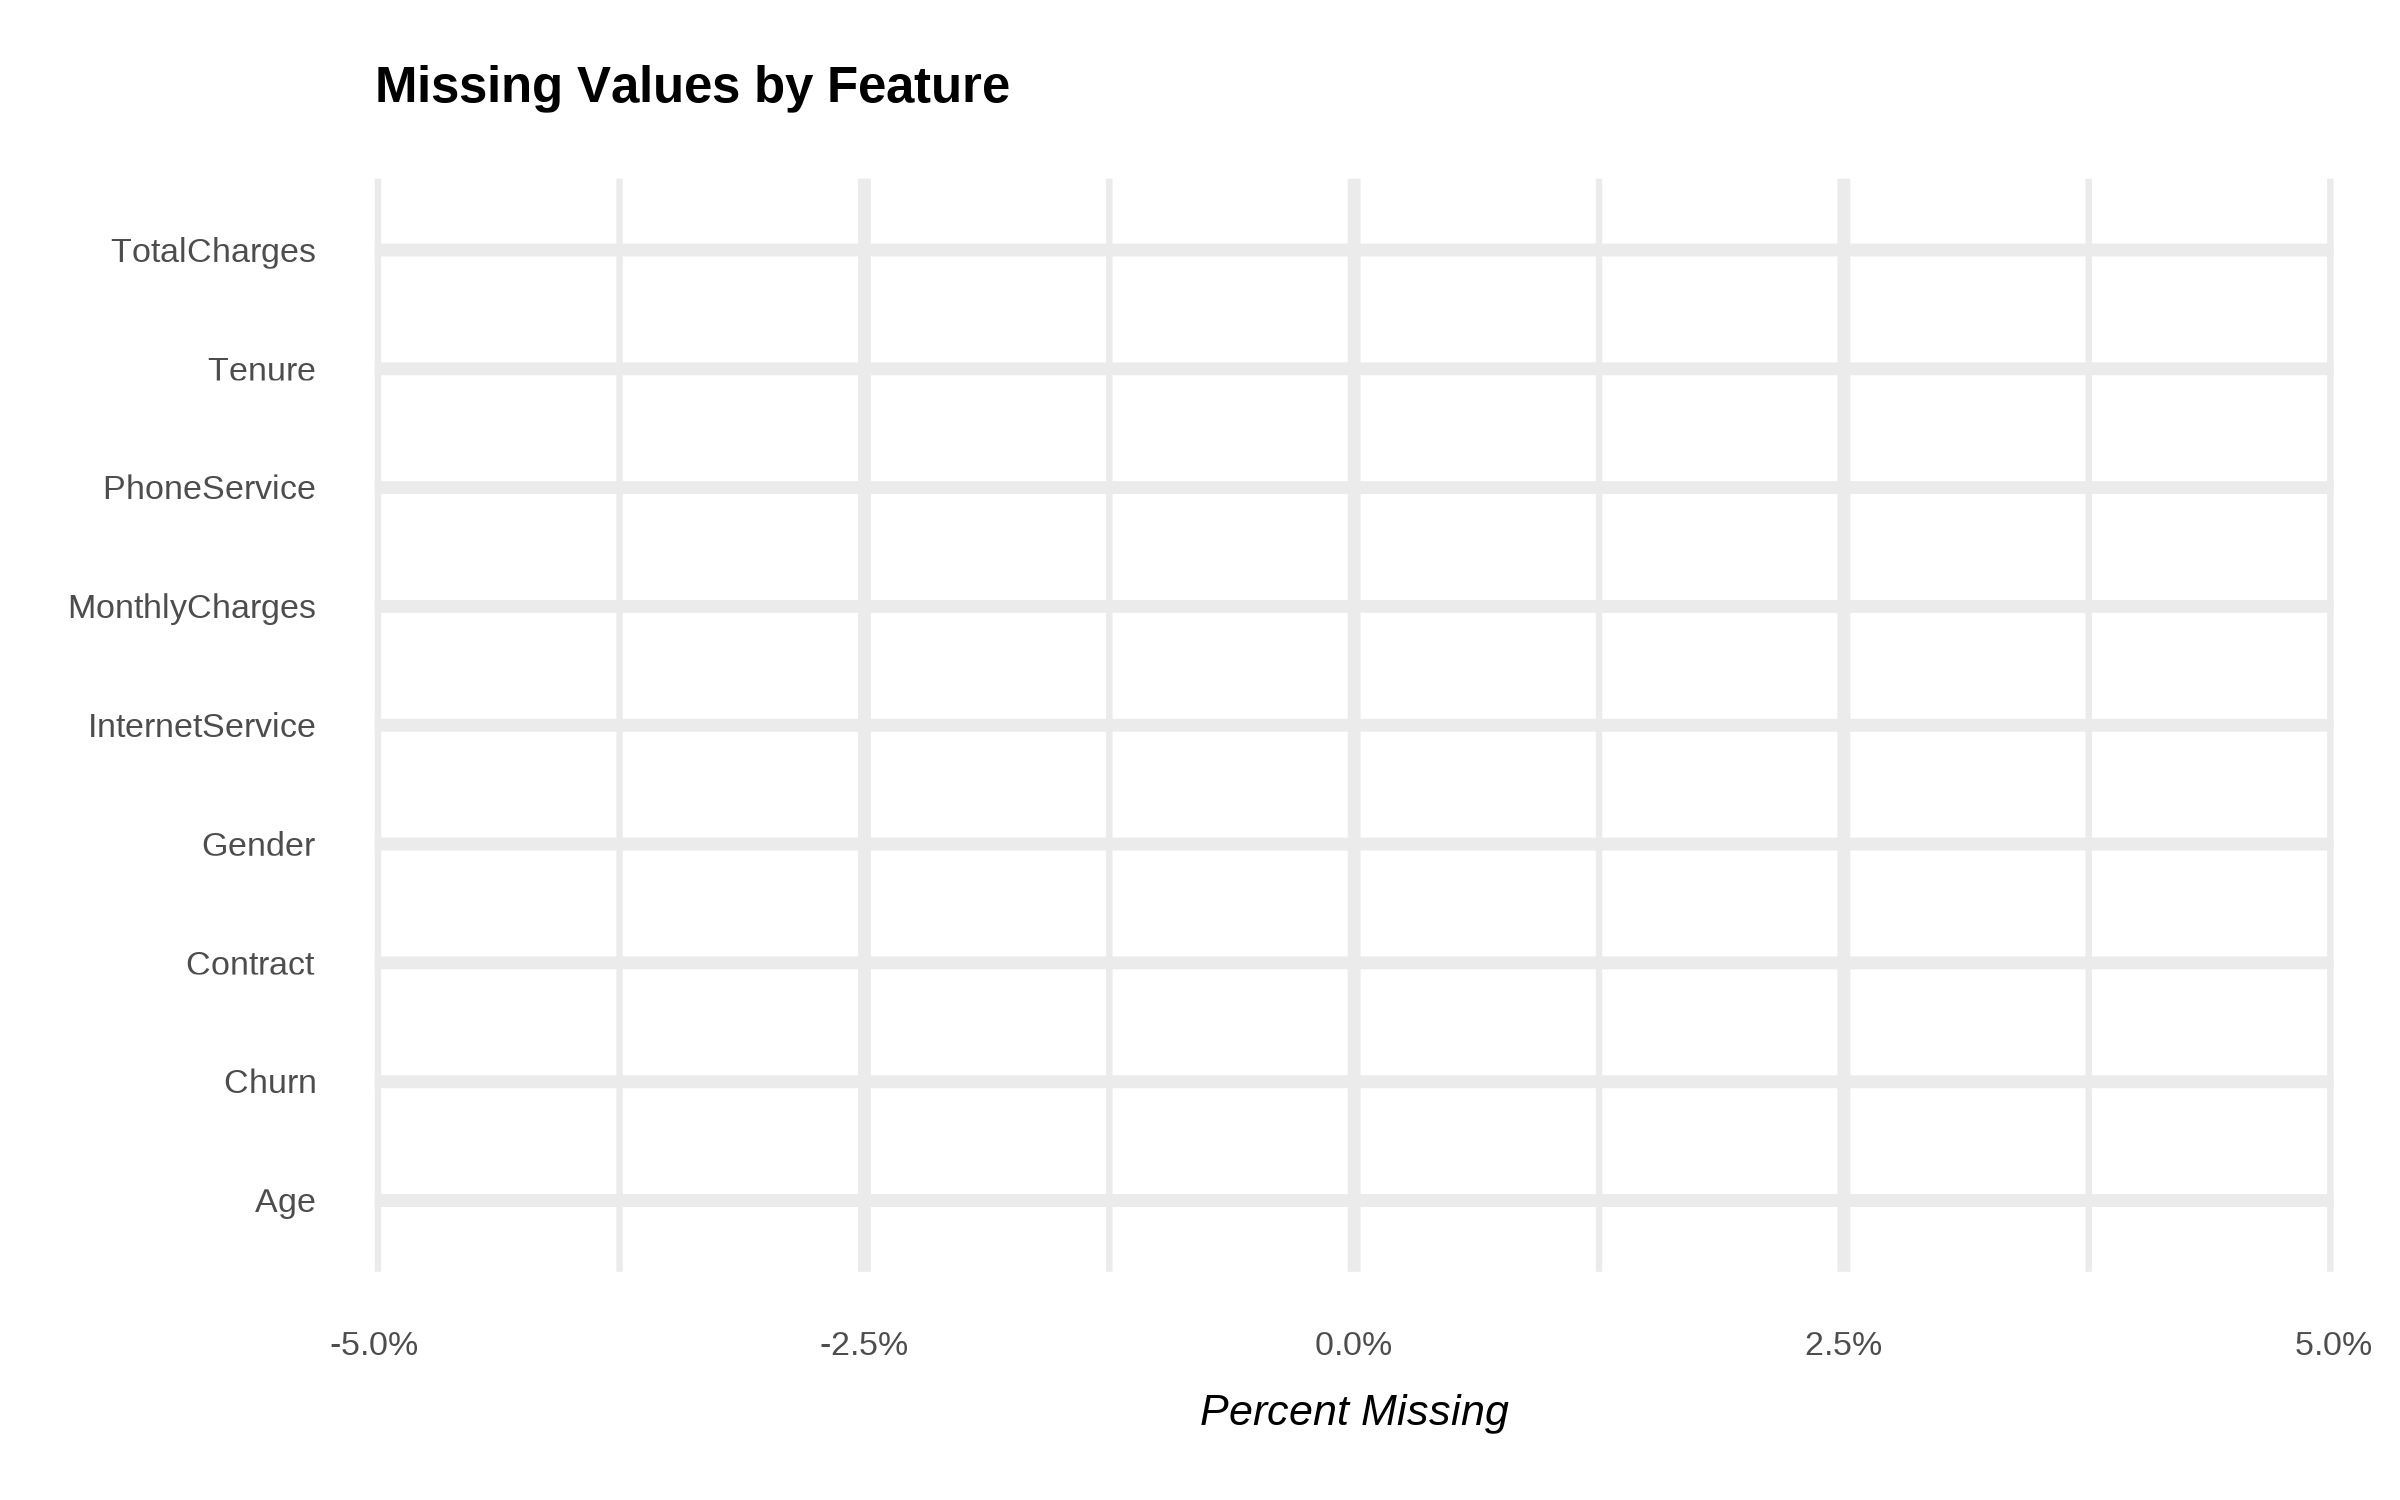 Missing Values by Feature
TotalCharges
Tenure
PhoneService
MonthlyCharges
InternetService
Gender
Contract
Churn
Age
-5.0% -2.5% 0.0% 2.5% 5.0%
Percent Missing